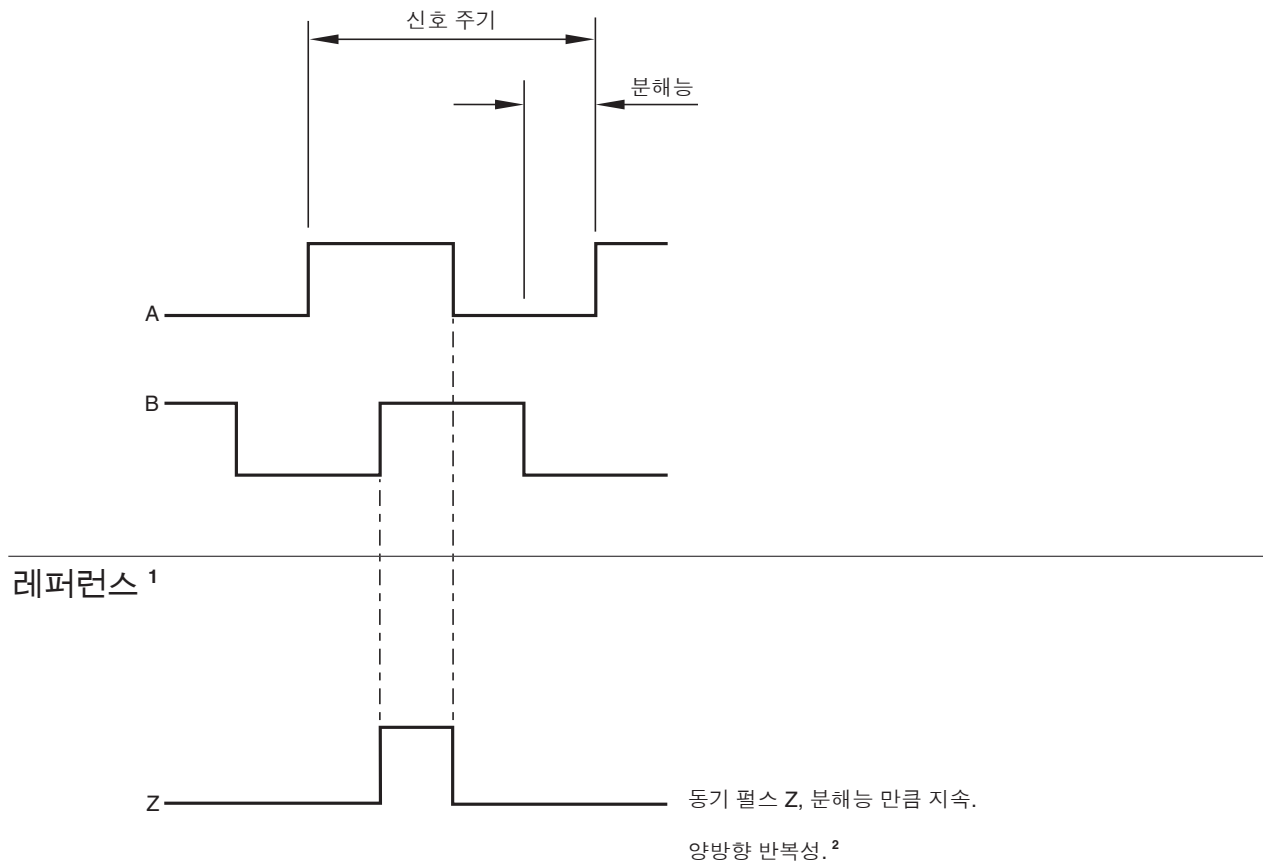 신호 주기
분해능
A
B
레퍼런스 ¹
Z
동기 펄스 Z, 분해능 만큼 지속.
양방향 반복성. ²